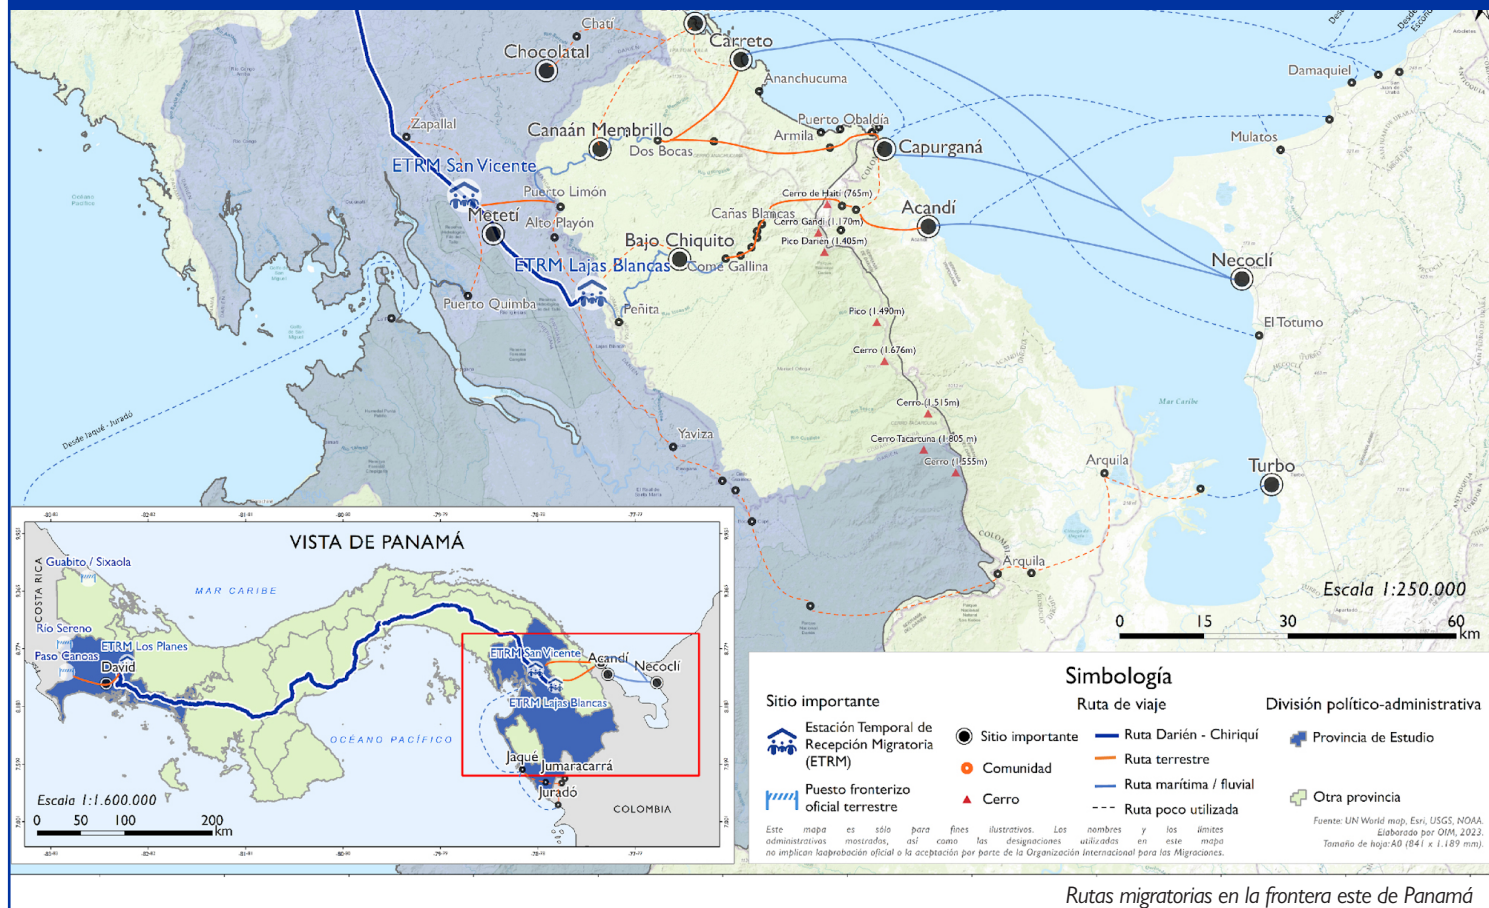 Chatí
Chocolatal
Carreto
Ananchucuma
Damaquiel
Zapallal
Canaán Membrillo
Dos Bocas
Armila
Puerto Obaldía
Capurganá
Mulatos
ETRM San Vicente
Metetí
Puerto Limón
Alto Playón
Cerro de Haití (765m)
Cañas Blancas
Cerro Gandi (1.170m)
Pico Darién (1.405m)
Acandí
Bajo Chiquito
Come Gallina
ETRM Lajas Blancas
Necoclí
Puerto Quimba
Peñita
Pico (1.490m)
El Totumo
Cerro (1.676m)
Mar Caribe
Cerro (1.515m)
Desde Jaqué - Juradó
Yaviza
Cerro Tacarcuna (1.805 m)
Cerro (1.555m)
Arquila
Turbo
COLOMBIA
Arquila
Escala 1:250.000
0 15 30 60 km
VISTA DE PANAMÁ
COSTA RICA
Guabito / Sixaola
MAR CARIBE
Río Sereno
Paso Canoas
ETRM Los Planes
David
ETRM San Vicente
Acandí
Necoclí
ETRM Lajas Blancas
OCÉANO PACÍFICO
Jaqué
Jumaracarrá
Juradó
COLOMBIA
Escala 1:1.600.000
0 50 100 200 km
Simbología
Sitio importante
Estación Temporal de
Recepción Migratoria
(ETRM)
Puesto fronterizo
oficial terrestre
Sitio importante
Comunidad
Cerro
Ruta de viaje
Ruta Darién - Chiriquí
Ruta terrestre
Ruta marítima / fluvial
Ruta poco utilizada
División político-administrativa
Provincia de Estudio
Otra provincia
Este mapa es sólo para fines ilustrativos. Los nombres y los límites
administrativos mostrados, así como las designaciones utilizadas en este mapa
no implican laaprobación oficial o la aceptación por parte de la Organización Internacional para las Migraciones.
Fuente: UN World map, Esri, USGS, NOAA.
Elaborado por OIM, 2023.
Tamaño de hoja: A0 (841 x 1.189 mm).
Rutas migratorias en la frontera este de Panamá